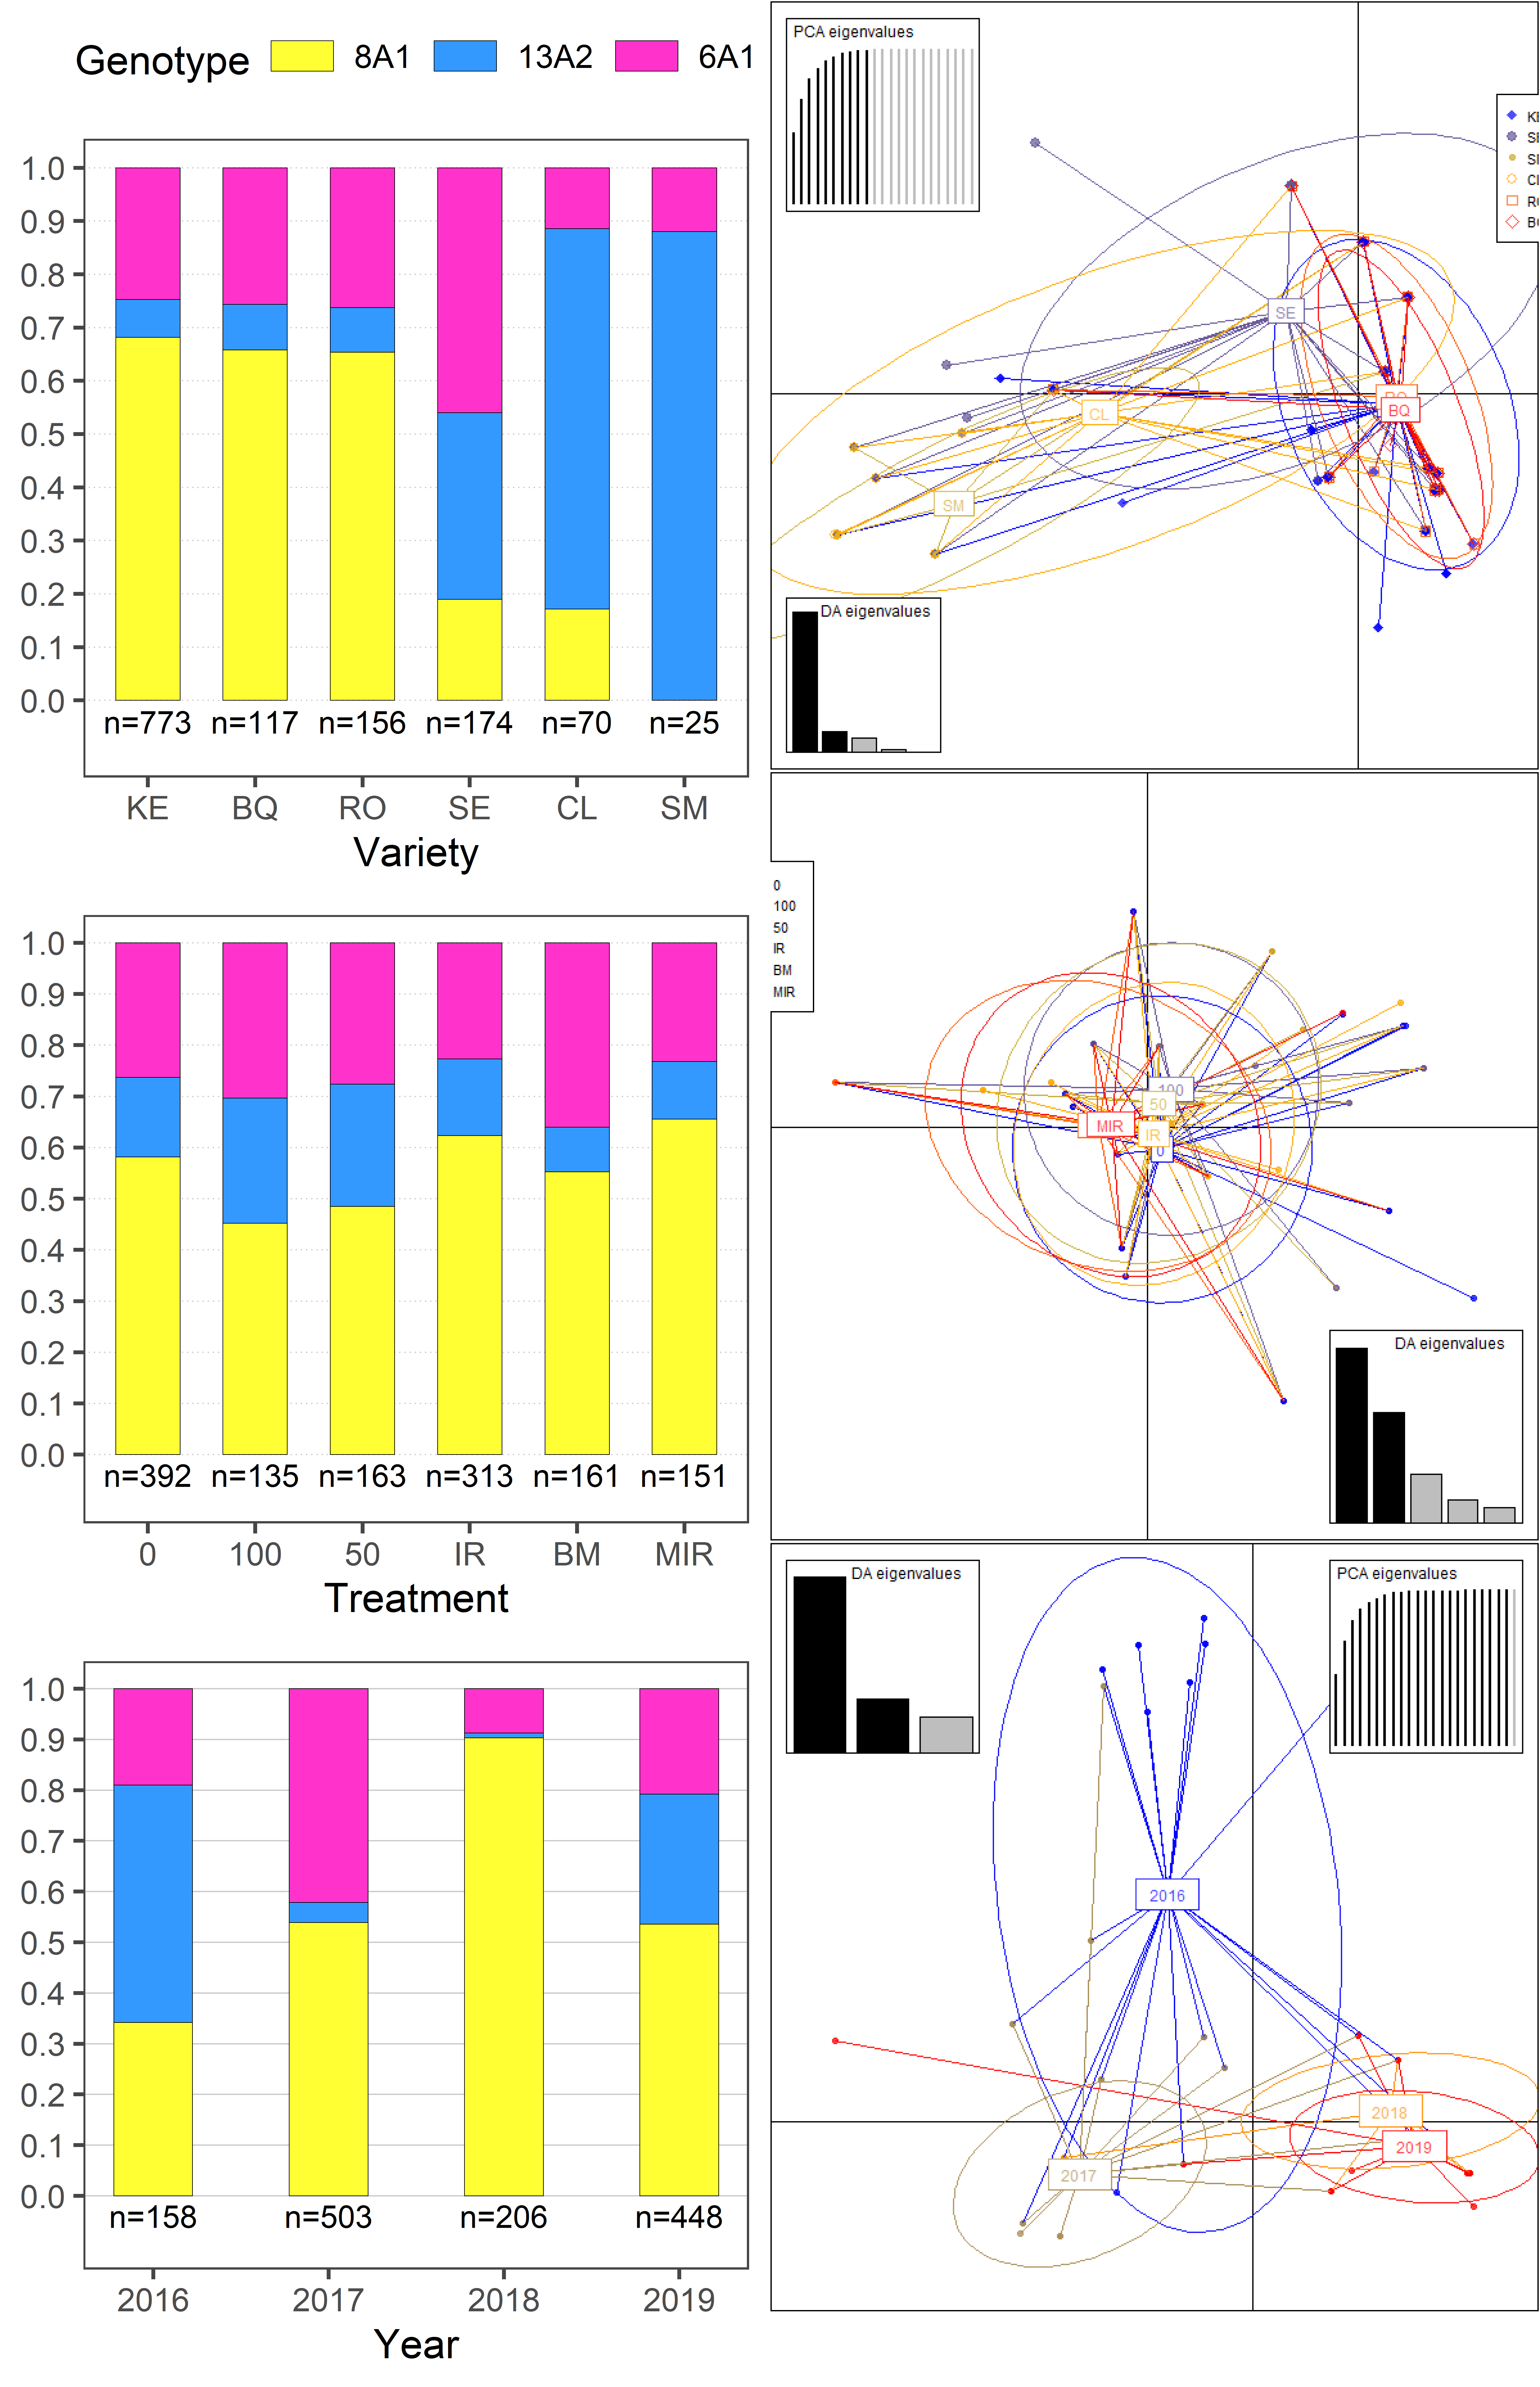 Genotype 8A1 13A2 6A1
1.0
0.9
0.8
0.7
0.6
0.5
0.4
0.3
0.2
0.1
0.0
n=773 n=117 n=156 n=174 n=70 n=25
KE BQ RO SE CL SM
Variety
PCA eigenvalues
SE
CL
BQ
SM
DA eigenvalues
1.0
0.9
0.8
0.7
0.6
0.5
0.4
0.3
0.2
0.1
0.0
n=392 n=135 n=163 n=313 n=161 n=151
0 100 50 IR BM MIR
Treatment
0
100
50
IR
BM
MIR
100
50
MIR
IR
0
DA eigenvalues
1.0
0.9
0.8
0.7
0.6
0.5
0.4
0.3
0.2
0.1
0.0
n=158 n=503 n=206 n=448
2016 2017 2018 2019
Year
DA eigenvalues
PCA eigenvalues
2016
2018
2019
2017